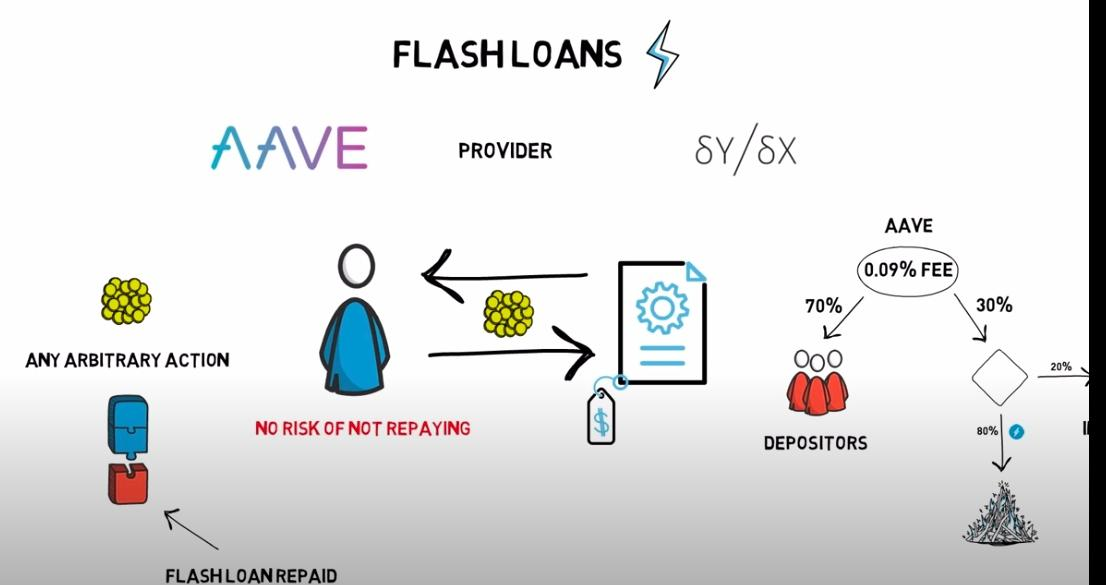 FLASH LOANS
AAVE
PROVIDER
δY/δX
AAVE
0.09% FEE
70%
30%
ANY ARBITRARY ACTION
20%
NO RISK OF NOT REPAYING
$
80%
DEPOSITORS
FLASH LOAN REPAID